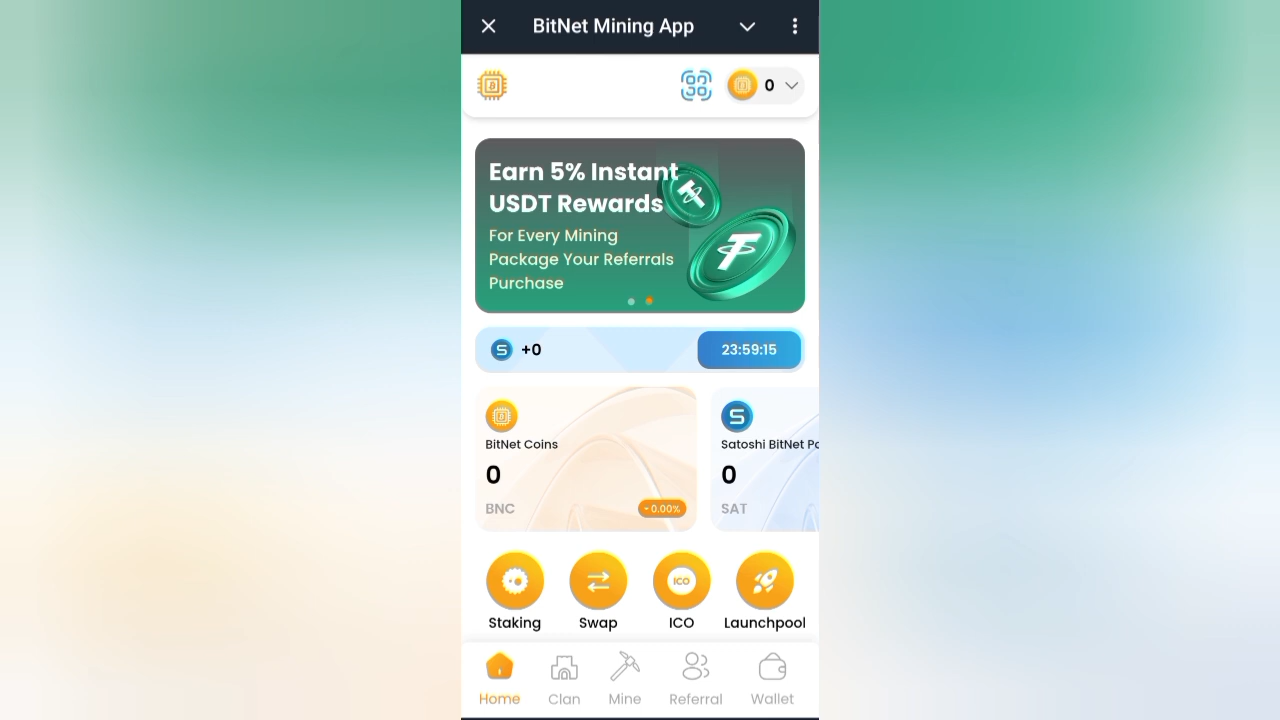 BitNet Mining App
0
Earn 5% Instant
USDT Rewards
For Every Mining
Package Your Referrals
Purchase
+0
23:59:15
BitNet Coins
0
BNC
- 0.00%
Satoshi BitNet Po
0
SAT
ICO
Staking
Swap
ICO
Launchpool
Home
Clan
Mine
Referral
Wallet